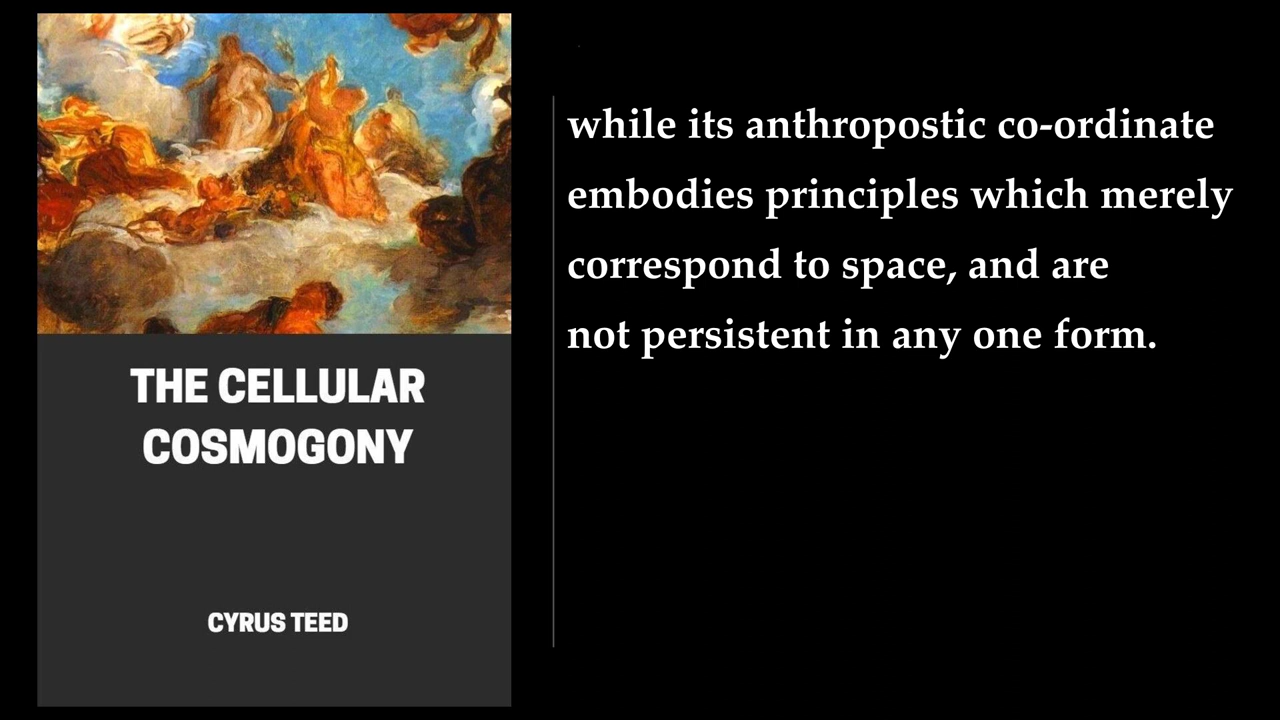 THE CELLULAR
COSMOGONY
CYRUS TEED
while its anthropostic co-ordinate
embodies principles which merely
correspond to space, and are
not persistent in any one form.